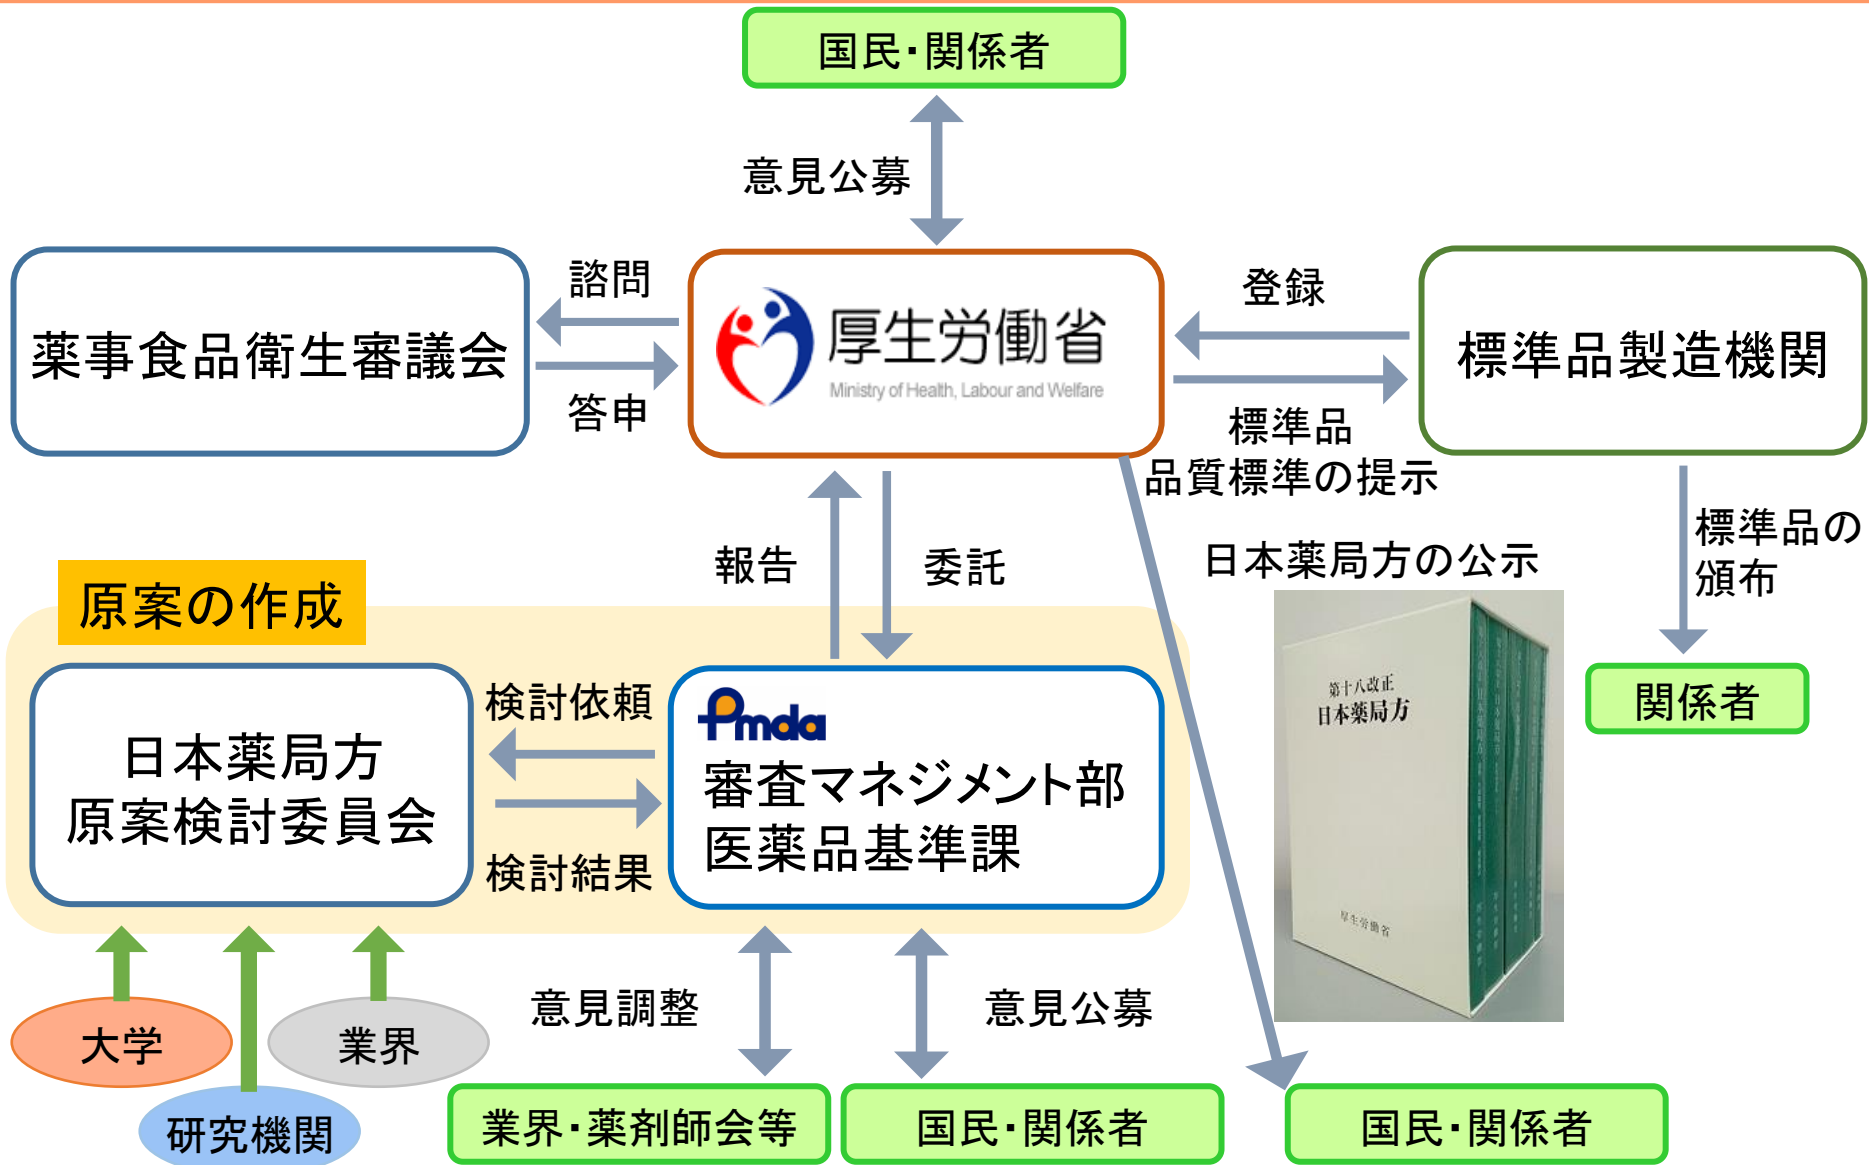 国民・関係者
意見公募
諮問
薬事食品衛生審議会
答申
厚生労働省
Ministry of Health, Labour and Welfare
登録
標準品製造機関
標準品
品質標準の提示
標準品の
頒布
関係者
報告
委託
日本薬局方の公示
第十八改正
日本薬局方
厚生労働省
原案の作成
日本薬局方
原案検討委員会
検討依頼
検討結果
Pmda
審査マネジメント部
医薬品基準課
大学
研究機関
業界
意見調整
意見公募
業界・薬剤師会等
国民・関係者
国民・関係者